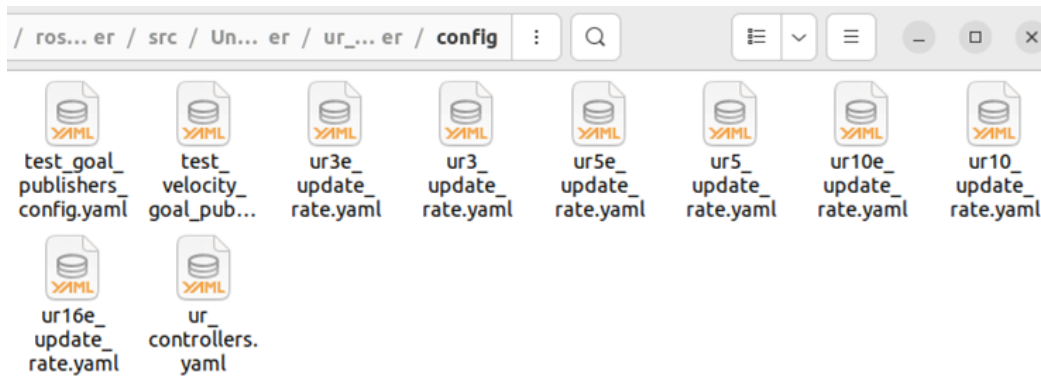 / ros… er / src / Un… er / ur_… er / config
YAML YAML YAML YAML YAML YAML YAML YAML
test_goal_ test_ ur3e_ ur3_ ur5e_ ur5_ ur10e_ ur10_
publishers_ velocity_ update_ update_ update_ update_ update_ update_
config.yaml goal_pub… rate.yaml rate.yaml rate.yaml rate.yaml rate.yaml rate.yaml
YAML YAML
ur16e_ ur_
update_ controllers.
rate.yaml yaml